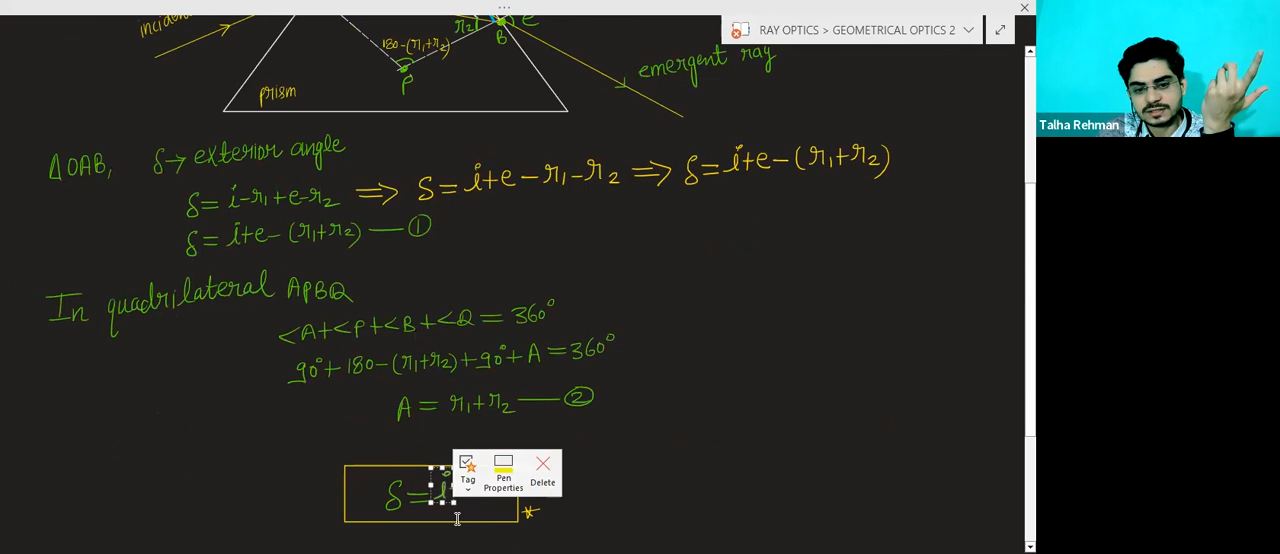 RAY OPTICS > GEOMETRICAL OPTICS 2
Talha Rehman
inciden
r2
e
B
180-(r1+r2)
P
prism
emergent ray
ΔOAB, δ→ exterior angle
δ= i-r1+e-r2 ⟹ δ= i+e-r1-r2 ⟹ δ= i+e-(r1+r2)
δ= i+e-(r1+r2) — ①
In quadrilateral APBQ
<A+<P+<B+<Q = 360°
90°+180-(r1+r2)+90°+A = 360°
A = r1+r2 — ②
Tag
Pen Properties
Delete
δ= i
*